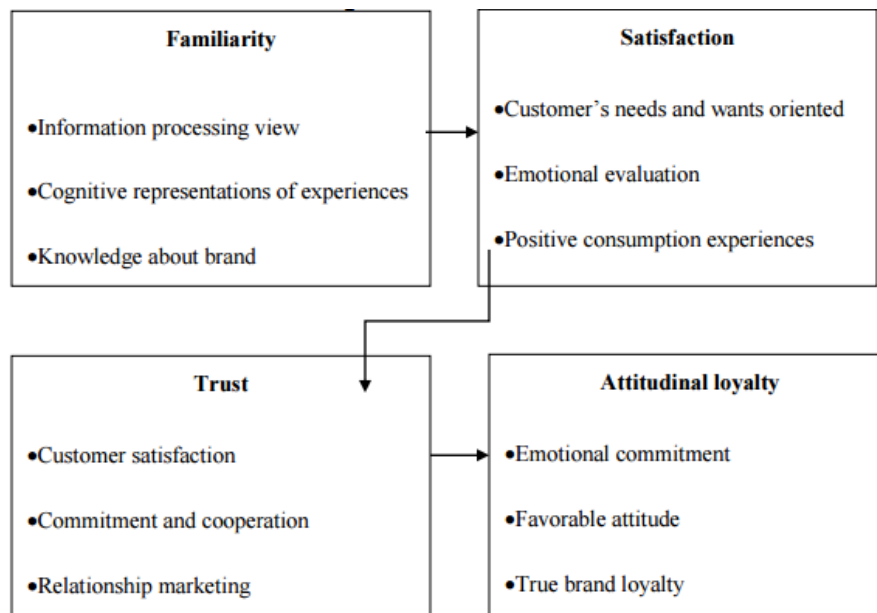 Familiarity
•Information processing view
•Cognitive representations of experiences
•Knowledge about brand
Satisfaction
•Customer’s needs and wants oriented
•Emotional evaluation
•Positive consumption experiences
Trust
•Customer satisfaction
•Commitment and cooperation
•Relationship marketing
Attitudinal loyalty
•Emotional commitment
•Favorable attitude
•True brand loyalty